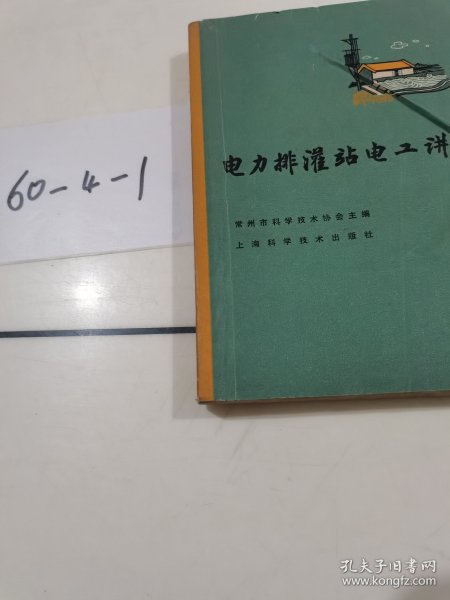 60-4-1
电力排灌站电工讲
常州市科学技术协会主编
上海科学技术出版社
孔夫子旧书网
www.kongfz.com